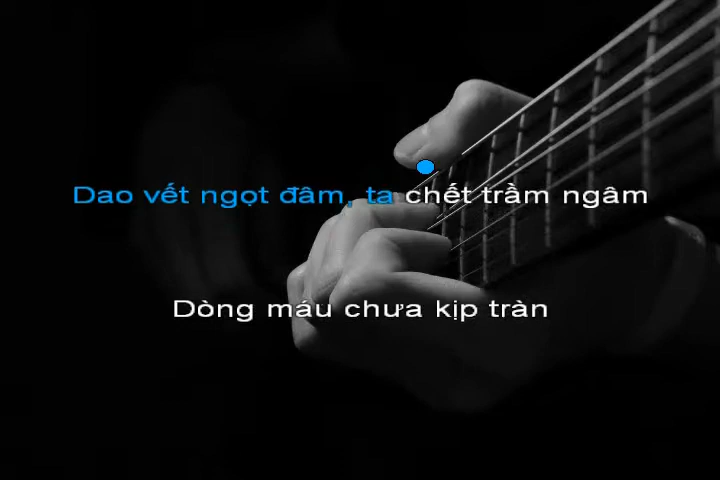 Dao vết ngọt đâm, ta chết trầm ngâm
Dòng máu chưa kịp tràn